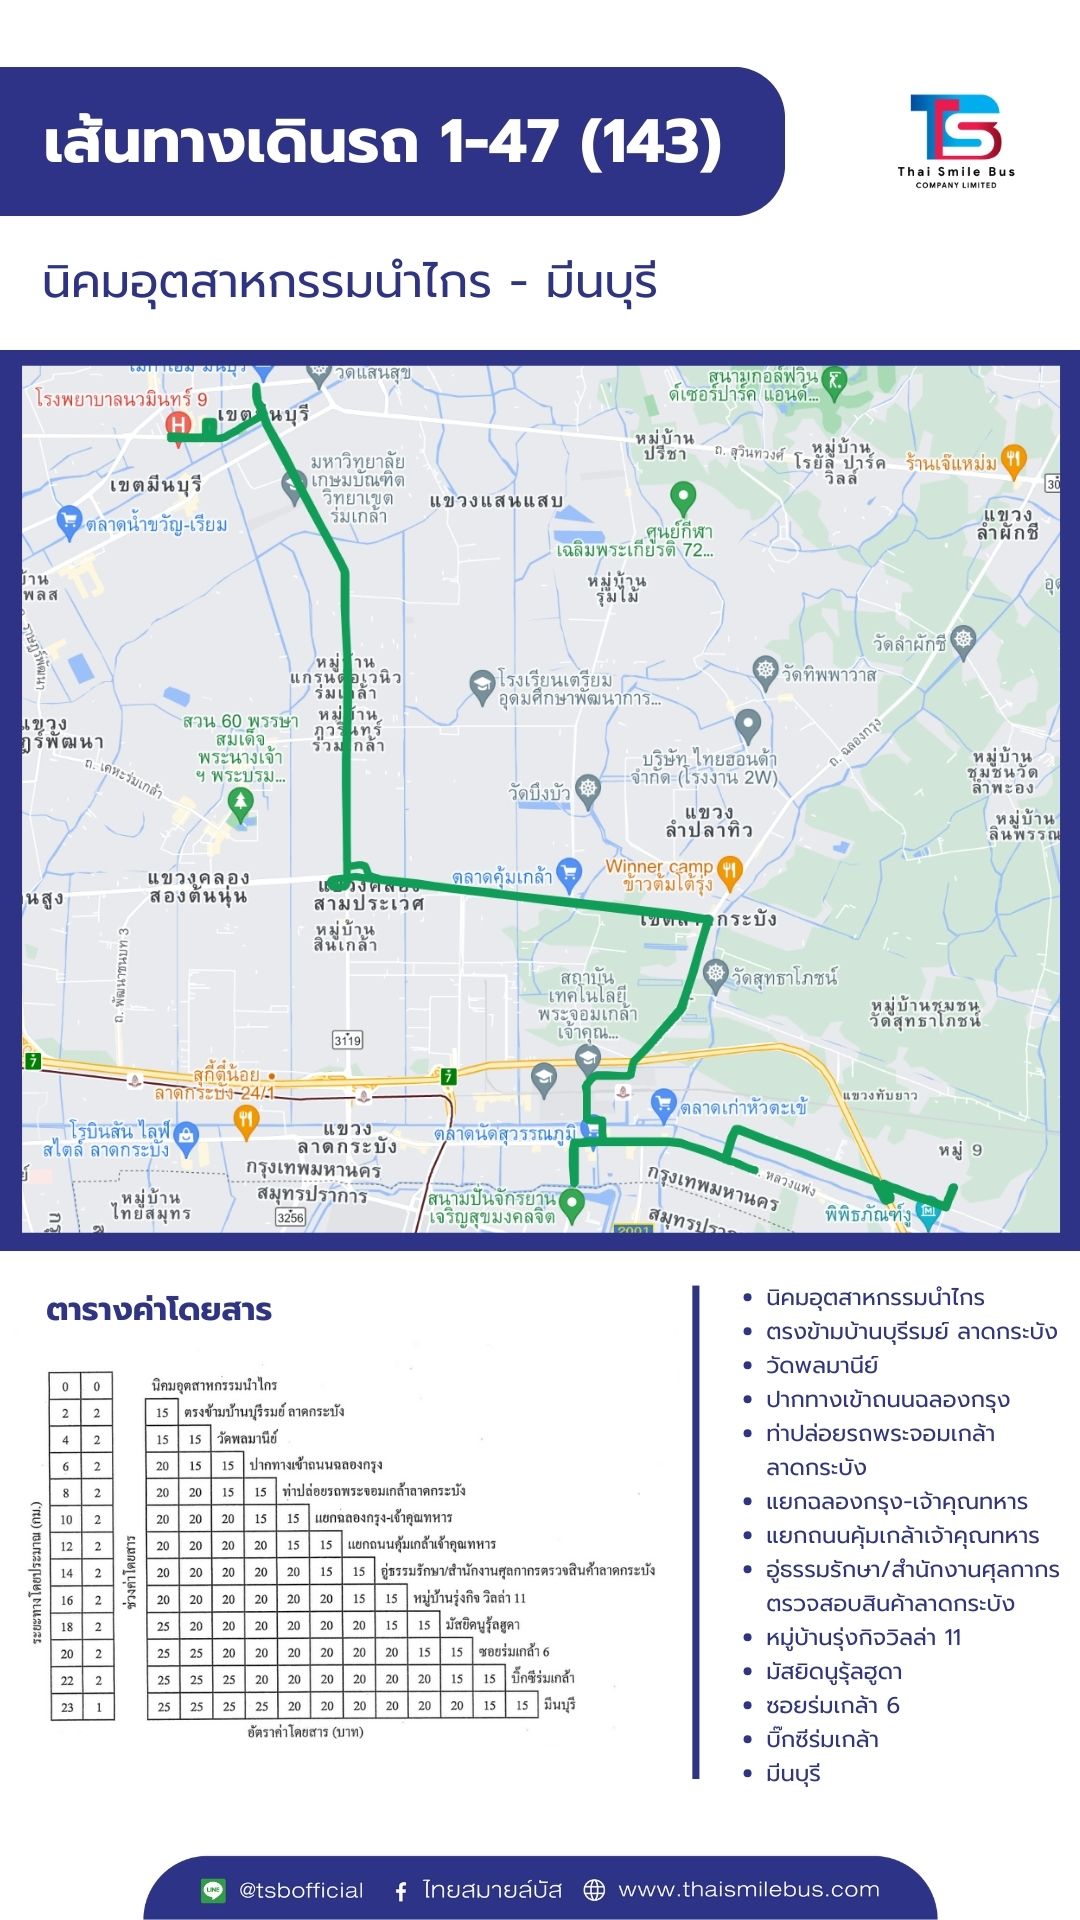 เส้นทางเดินรถ 1-47 (143)
TS
Thai Smile Bus
COMPANY LIMITED
นิคมอุตสาหกรรมนำไกร - มีนบุรี
วัดแสนสุข
สนามกอล์ฟวิน
ด์เซอร์ปาร์ค แอนด์...
โรงพยาบาลนวมินทร์ 9
H
เขตมีนบุรี
หมู่บ้าน
ปรีชา
ถ. สุวินทวงศ์
หมู่บ้าน
โรยัล ปาร์ค
วิลล์
ร้านเจ๊แหม่ม
30
มหาวิทยาลัย
เกษมบัณฑิต
วิทยาเขต
ร่มเกล้า
เขตมีนบุรี
แขวงแสนแสบ
แขวง
ลำผักชี
ตลาดน้ำขวัญ-เรียม
ศูนย์กีฬา
เฉลิมพระเกียรติ 72...
หมู่บ้าน
รุ่มไม้
ถ. ราษฎร์พัฒนา
วัดลำผักชี
หมู่บ้าน
แกรนด์อเวนิว
ร่มเกล้า
โรงเรียนเตรียม
อุดมศึกษาพัฒนาการ...
วัดทิพพาวาส
หมู่บ้าน
ภูวรินทร์
ร่วมเกล้า
สวน 60 พรรษา
สมเด็จ
พระนางเจ้า
ฯ พระบรม...
แขวง
ถ. เคหะร่มเกล้า
บริษัท ไทยฮอนด้า
จำกัด (โรงงาน 2W)
ถ. ฉลองกรุง
หมู่บ้าน
ชุมชนวัด
ลำพะอง
วัดบึงบัว
แขวง
ลำปลาทิว
หมู่บ้าน
ลินพรรณ
Winner camp
ข้าวต้มโต้รุ่ง
ตลาดคุ้มเกล้า
แขวงคลอง
สองต้นนุ่น
แขวงคลอง
สามประเวศ
หมู่บ้าน
สินเกล้า
ถ. พัฒนาชนบท 3
วัดสุทธาโภชน์
สถาบัน
เทคโนโลยี
พระจอมเกล้า
เจ้าคุณ...
หมู่บ้านชุมชน
วัดสุทธาโภชน์
3119
7
7
สุกี้ตี๋น้อย
ลาดกระบัง 24/1
ตลาดเก่าหัวตะเข้
แขวงทับยาว
โรบินสัน ไลฟ์
สไตล์ ลาดกระบัง
แขวง
ลาดกระบัง
ตลาดนัดสุวรรณภูมิ
หมู่ 9
กรุงเทพมหานคร
สมุทรปราการ
กรุงเทพมหานคร
หลวงแพ่ง
หมู่บ้าน
ไทยสมุทร
3256
สนามปั่นจักรยาน
เจริญสุขมงคลจิต
พิพิธภัณฑ์งู
ตารางค่าโดยสาร
ระยะทางโดยประมาณ (กม.)
ช่วงค่าโดยสาร
0 0 นิคมอุตสาหกรรมนำไกร
2 2 15 ตรงข้ามบ้านบุรีรมย์ ลาดกระบัง
4 2 15 15 วัดพลมานีย์
6 2 20 15 15 ปากทางเข้าถนนฉลองกรุง
8 2 20 20 15 15 ท่าปล่อยรถพระจอมเกล้าลาดกระบัง
10 2 20 20 20 15 15 แยกฉลองกรุง-เจ้าคุณทหาร
12 2 20 20 20 20 15 15 แยกถนนคุ้มเกล้าเจ้าคุณทหาร
14 2 20 20 20 20 20 15 15 อู่ธรรมรักษา/สำนักงานศุลกากรตรวจสินค้าลาดกระบัง
16 2 20 20 20 20 20 20 15 15 หมู่บ้านรุ่งกิจ วิลล่า 11
18 2 25 20 20 20 20 20 20 15 15 มัสยิดนูรุ้ลฮูดา
20 2 25 25 20 20 20 20 20 20 15 15 ซอยร่มเกล้า 6
22 2 25 25 25 20 20 20 20 20 20 15 15 บิ๊กซีร่มเกล้า
23 1 25 25 25 25 20 20 20 20 20 20 15 15 มีนบุรี
อัตราค่าโดยสาร (บาท)
• นิคมอุตสาหกรรมนำไกร
• ตรงข้ามบ้านบุรีรมย์ ลาดกระบัง
• วัดพลมานีย์
• ปากทางเข้าถนนฉลองกรุง
• ท่าปล่อยรถพระจอมเกล้า
ลาดกระบัง
• แยกฉลองกรุง-เจ้าคุณทหาร
• แยกถนนคุ้มเกล้าเจ้าคุณทหาร
• อู่ธรรมรักษา/สำนักงานศุลกากร
ตรวจสอบสินค้าลาดกระบัง
• หมู่บ้านรุ่งกิจวิลล่า 11
• มัสยิดนูรุ้ลฮูดา
• ซอยร่มเกล้า 6
• บิ๊กซีร่มเกล้า
• มีนบุรี
LINE @tsbofficial ไทยสมายล์บัส www.thaismilebus.com